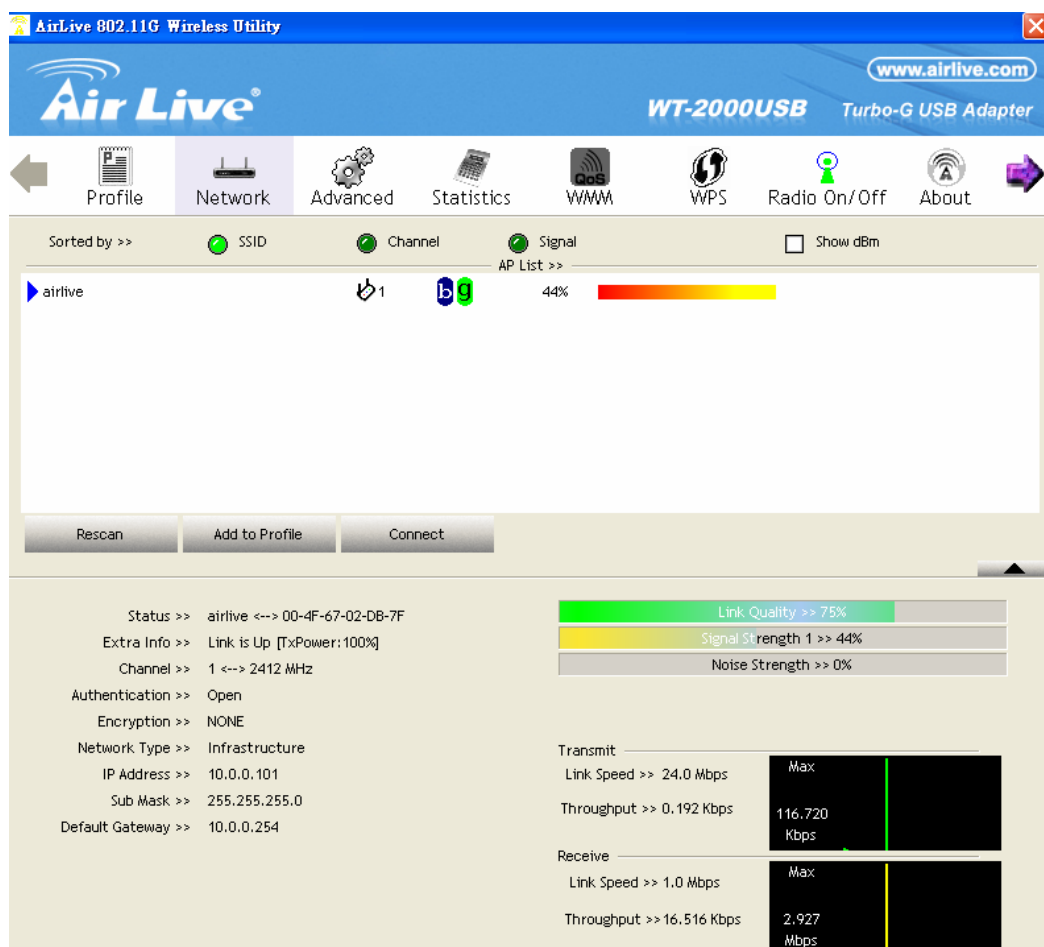 AirLive 802.11G Wireless Utility
www.airlive.com
Air Live®
WT-2000USB Turbo-G USB Adapter
P
QoS
Profile Network Advanced Statistics WMM WPS Radio On/Off About
Sorted by >> SSID Channel Signal Show dBm
AP List >>
airlive 1 b g 44%
Rescan Add to Profile Connect
Status >> airlive <--> 00-4F-67-02-DB-7F
Extra Info >> Link is Up [TxPower:100%]
Channel >> 1 <--> 2412 MHz
Authentication >> Open
Encryption >> NONE
Network Type >> Infrastructure
IP Address >> 10.0.0.101
Sub Mask >> 255.255.255.0
Default Gateway >> 10.0.0.254
Link Quality >> 75%
Signal Strength 1 >> 44%
Noise Strength >> 0%
Transmit
Link Speed >> 24.0 Mbps
Throughput >> 0.192 Kbps
Max
116.720
Kbps
Receive
Link Speed >> 1.0 Mbps
Throughput >> 16.516 Kbps
Max
2.927
Mbps